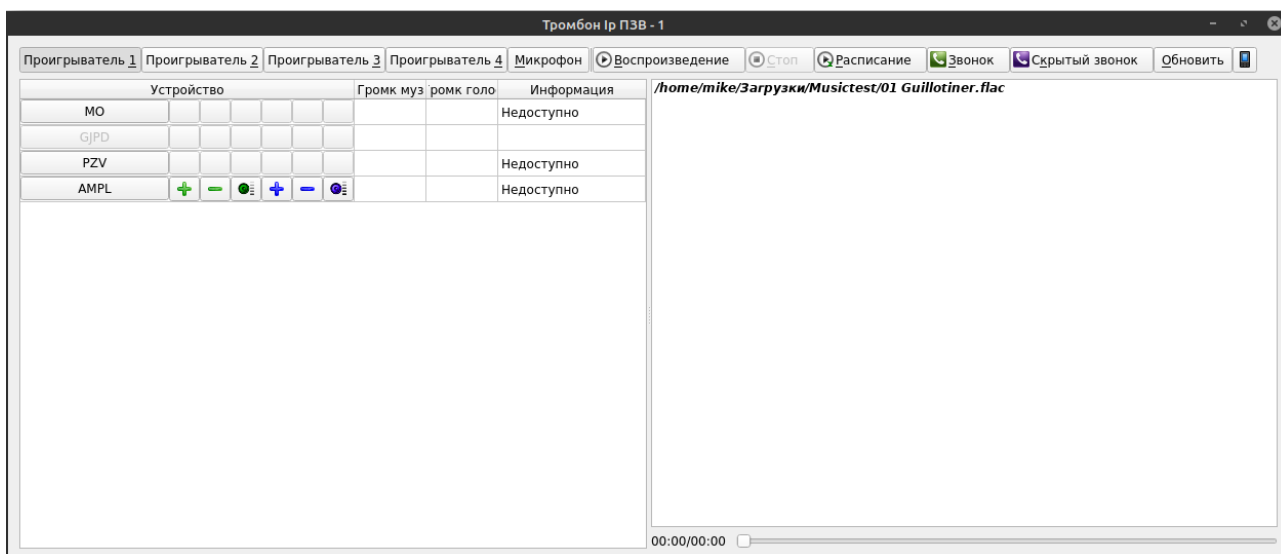 Тромбон Ip ПЗВ - 1
Проигрыватель 1 Проигрыватель 2 Проигрыватель 3 Проигрыватель 4 Микрофон Воспроизведение Стоп Расписание Звонок Скрытый звонок Обновить
Устройство Громк муз ромк голо Информация
/home/mike/Загрузки/Musictest/01 Guillotiner.flac
MO Недоступно
GJPD
PZV Недоступно
AMPL Недоступно
00:00/00:00